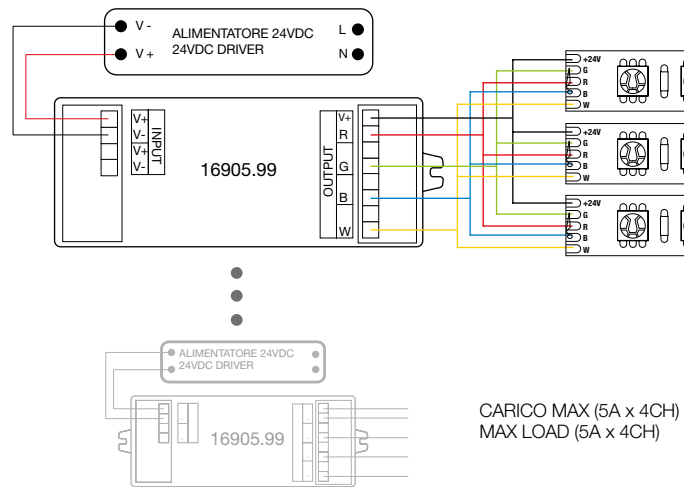 V -
V +
ALIMENTATORE 24VDC
24VDC DRIVER
L
N
V+
V-
V+
V-
INPUT
16905.99
OUTPUT
V+
R
G
B
W
+24V
G
R
B
W
+24V
G
R
B
W
+24V
G
R
B
W
ALIMENTATORE 24VDC
24VDC DRIVER
16905.99
CARICO MAX (5A x 4CH)
MAX LOAD (5A x 4CH)